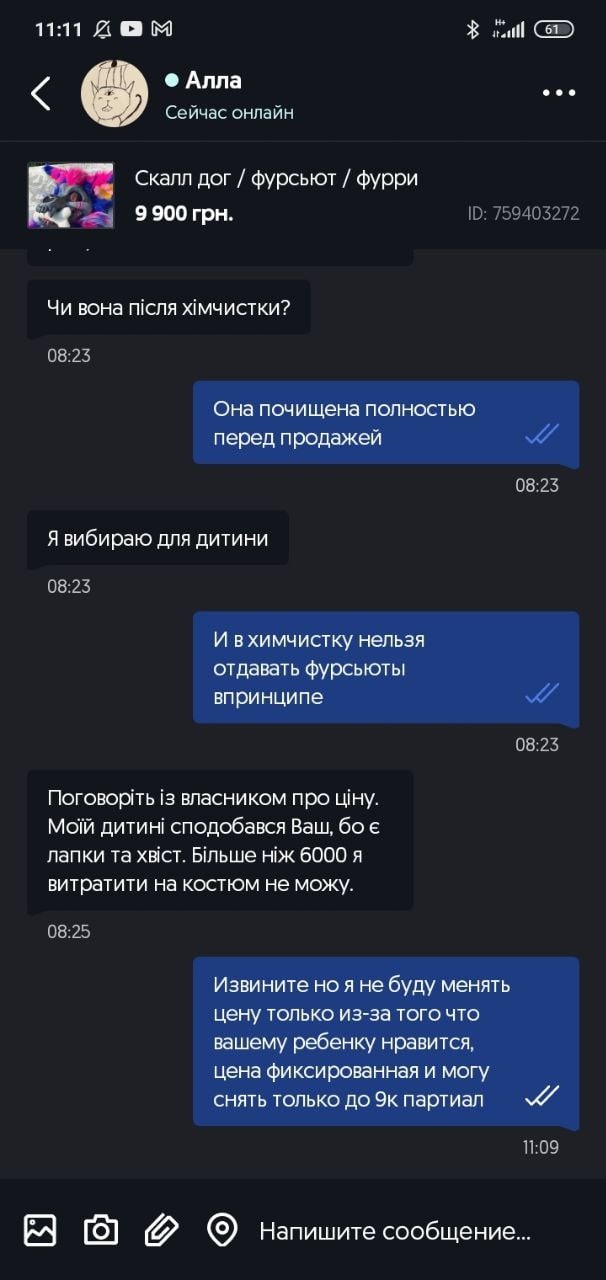 11:11
H+
61
Алла
Сейчас онлайн
Скалл дог / фурсьют / фурри
9 900 грн.
ID: 759403272
Чи вона після хімчистки?
08:23
Она почищена полностью
перед продажей
08:23
Я вибираю для дитини
08:23
И в химчистку нельзя
отдавать фурсьюты
впринципе
08:23
Поговоріть із власником про ціну.
Моїй дитині сподобався Ваш, бо є
лапки та хвіст. Більше ніж 6000 я
витратити на костюм не можу.
08:25
Извините но я не буду менять
цену только из-за того что
вашему ребенку нравится,
цена фиксированная и могу
снять только до 9к партиал
11:09
Напишите сообщение...